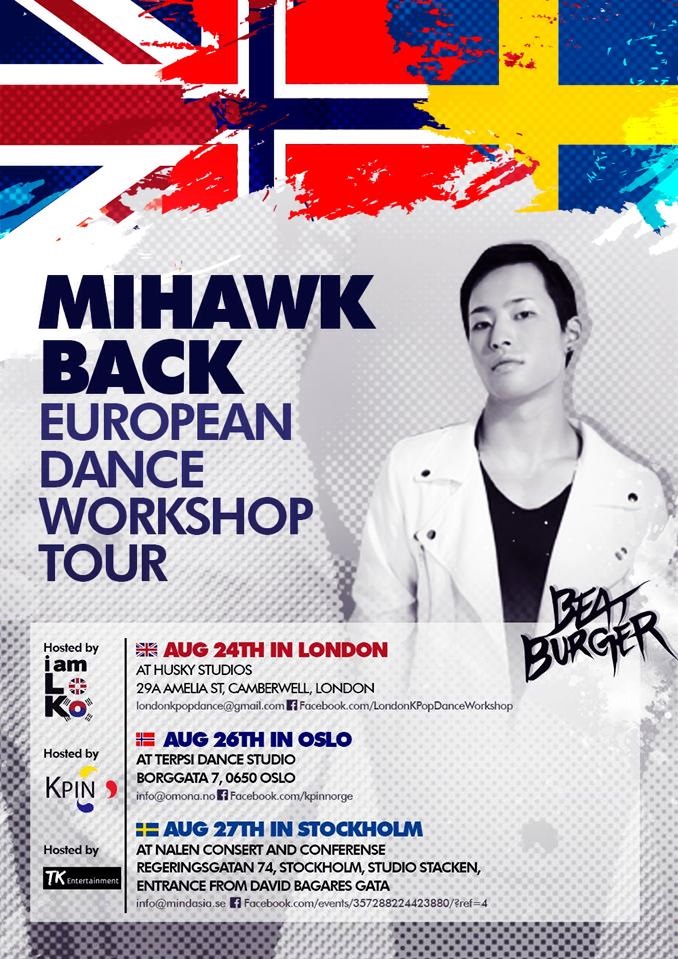 MIHAWK
BACK
EUROPEAN
DANCE
WORKSHOP
TOUR
BEAT
BURGER
Hosted by
i am
LO
Ko
AUG 24TH IN LONDON
AT HUSKY STUDIOS
29A AMELIA ST, CAMBERWELL, LONDON
londonkpopdance@gmail.com Facebook.com/LondonKPopDanceWorkshop
Hosted by
KPIN
AUG 26TH IN OSLO
AT TERPSI DANCE STUDIO
BORGGATA 7, 0650 OSLO
info@omona.no Facebook.com/kpinnorge
Hosted by
TK Entertainment
AUG 27TH IN STOCKHOLM
AT NALEN CONSERT AND CONFERENSE
REGERINGSGATAN 74, STOCKHOLM, STUDIO STACKEN,
ENTRANCE FROM DAVID BAGARES GATA
info@mindasia.se Facebook.com/events/357288224423880/?ref=4